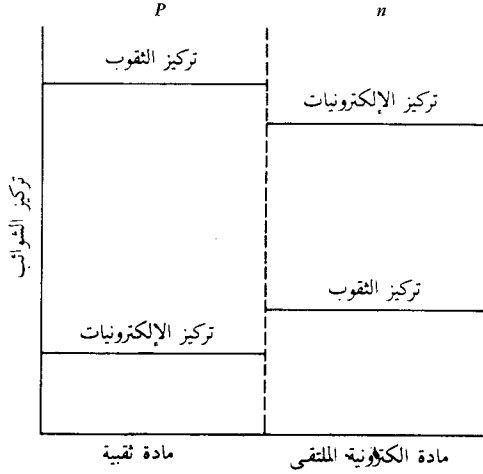 P
n
تركيز الثقوب
تركيز الإلكترونيات
تركيز الشوائب
تركيز الثقوب
تركيز الإلكترونيات
مادة ثقبية
الملتقى
مادة الكترونية